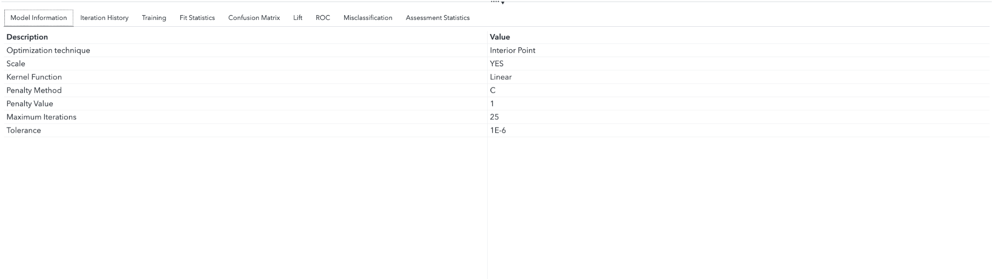 Model Information Iteration History Training Fit Statistics Confusion Matrix Lift ROC Misclassification Assessment Statistics
Description Value
Optimization technique Interior Point
Scale YES
Kernel Function Linear
Penalty Method C
Penalty Value 1
Maximum Iterations 25
Tolerance 1E-6